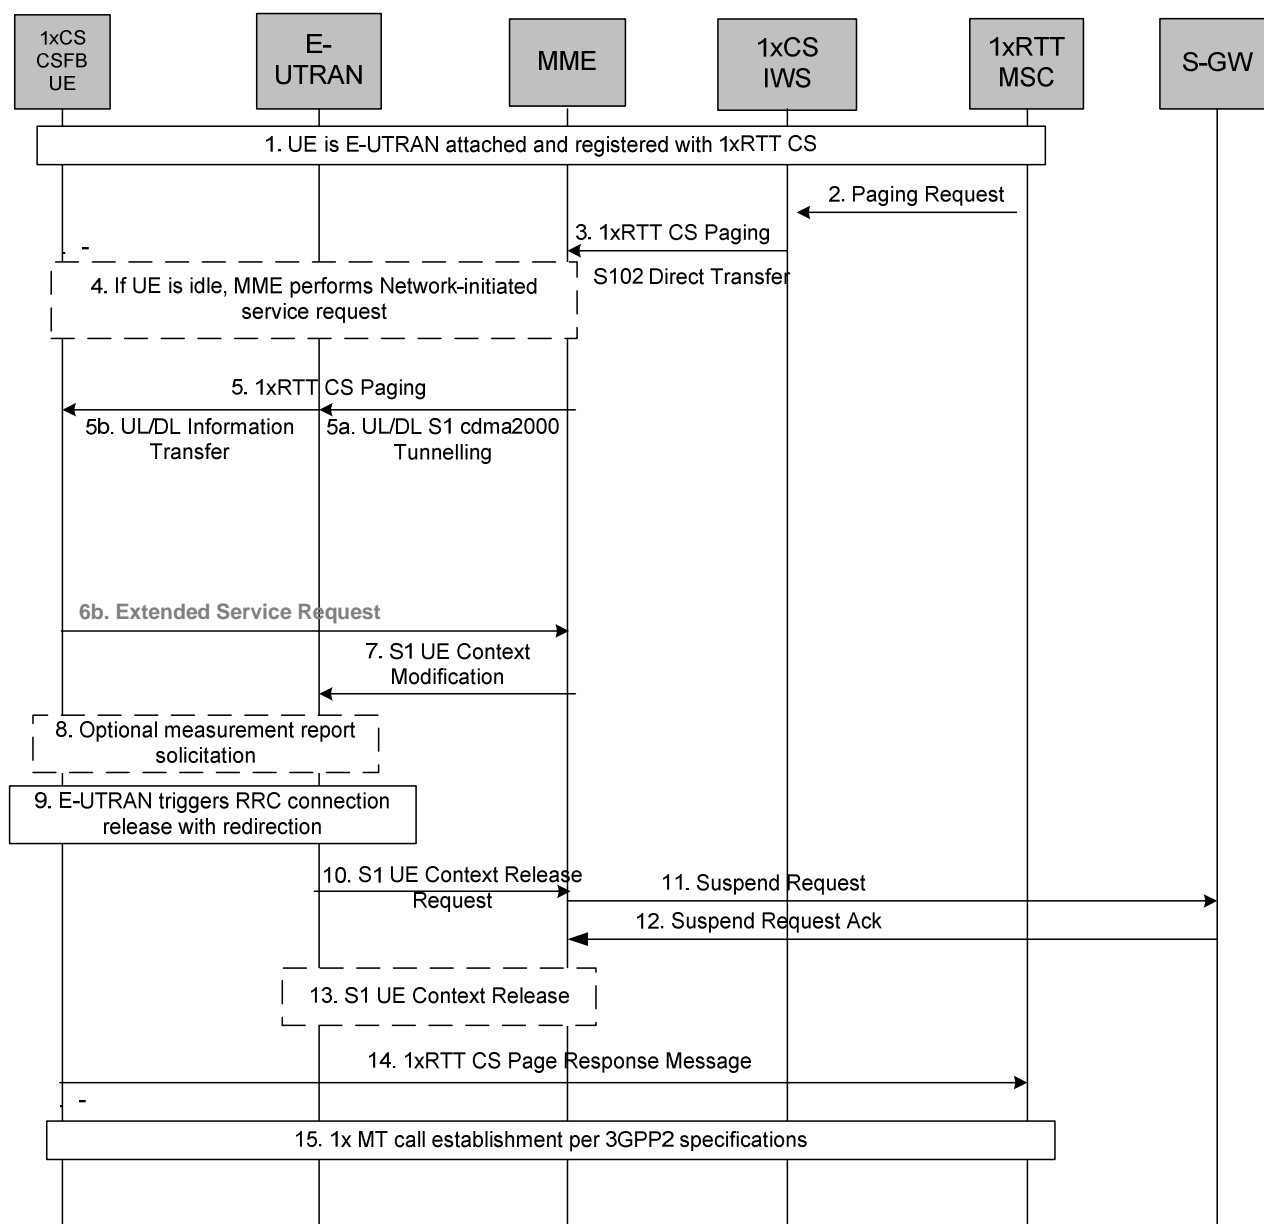 1xCS
CSFB
UE
E-
UTRAN
MME
1xCS
IWS
1xRTT
MSC
S-GW
1. UE is E-UTRAN attached and registered with 1xRTT CS
2. Paging Request
3. 1xRTT CS Paging
S102 Direct Transfer
4. If UE is idle, MME performs Network-initiated
service request
5. 1xRTT CS Paging
5b. UL/DL Information
Transfer
5a. UL/DL S1 cdma2000
Tunnelling
6b. Extended Service Request
7. S1 UE Context
Modification
8. Optional measurement report
solicitation
9. E-UTRAN triggers RRC connection
release with redirection
10. S1 UE Context Release
Request
11. Suspend Request
12. Suspend Request Ack
13. S1 UE Context Release
14. 1xRTT CS Page Response Message
15. 1x MT call establishment per 3GPP2 specifications